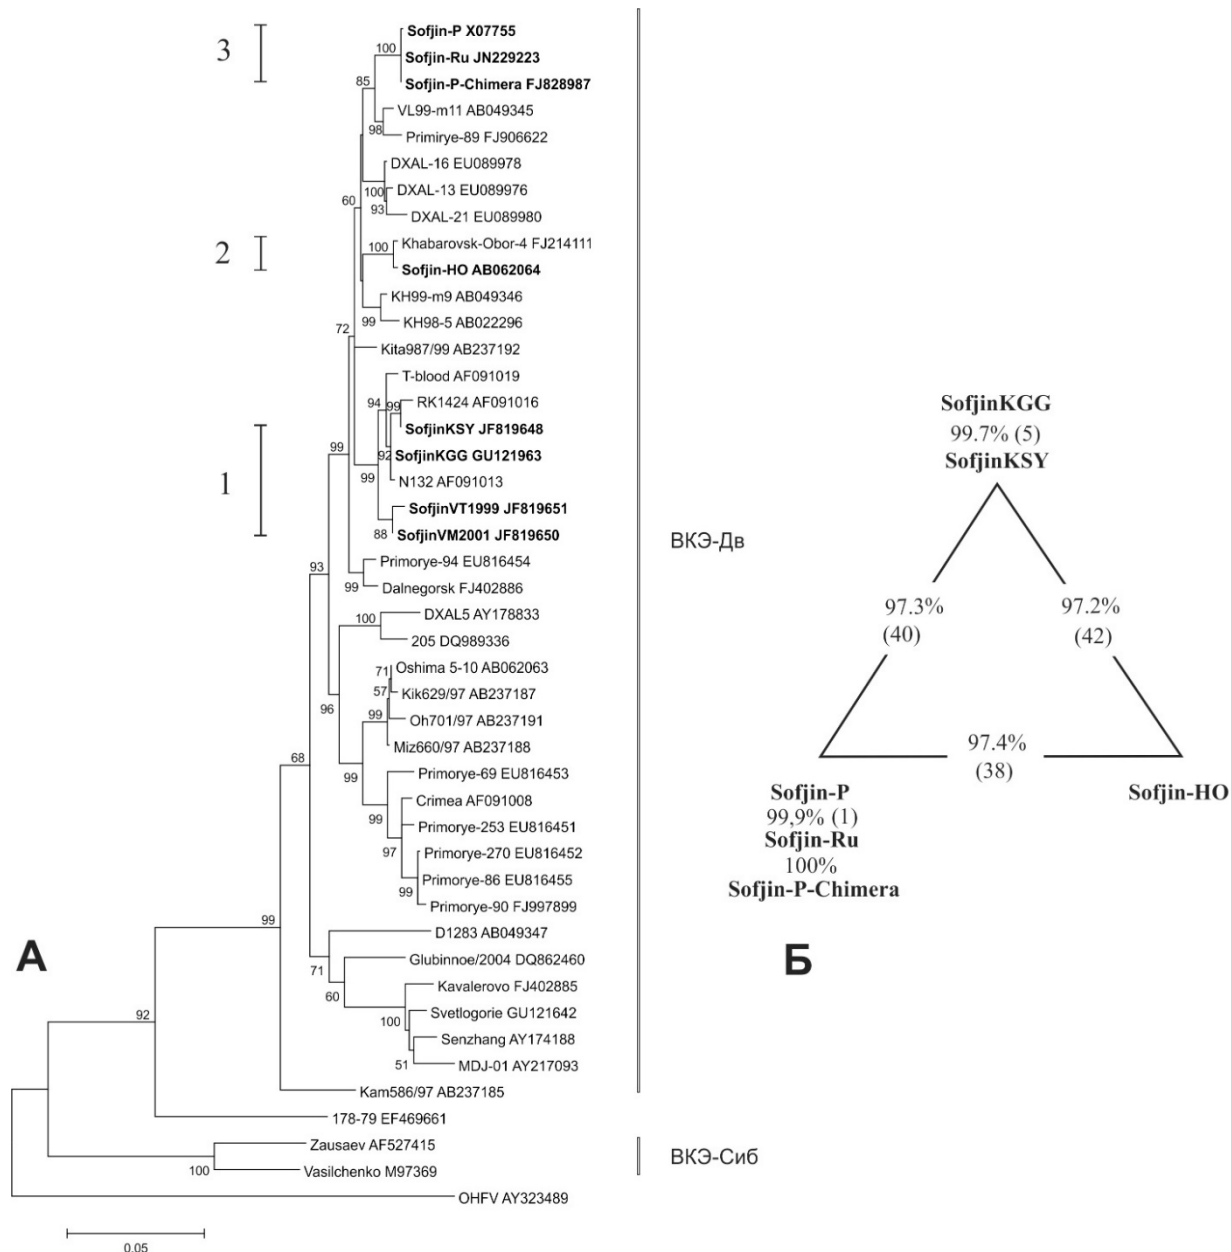 3
Sofjin-P X07755
100
Sofjin-Ru JN229223
Sofjin-P-Chimera FJ828987
85
VL99-m11 AB049345
98
Primirye-89 FJ906622
DXAL-16 EU089978
100
DXAL-13 EU089976
60
93
DXAL-21 EU089980
2
100
Khabarovsk-Obor-4 FJ214111
Sofjin-HO AB062064
KH99-m9 AB049346
99
KH98-5 AB022296
72
Kita987/99 AB237192
T-blood AF091019
94
99
RK1424 AF091016
SofjinKSY JF819648
99
92
SofjinKGG GU121963
1
99
N132 AF091013
SofjinVT1999 JF819651
88
SofjinVM2001 JF819650
Primorye-94 EU816454
93
99
Dalnegorsk FJ402886
DXAL5 AY178833
100
205 DQ989336
Oshima 5-10 AB062063
71
57
Kik629/97 AB237187
96
99
Oh701/97 AB237191
Miz660/97 AB237188
68
99
Primorye-69 EU816453
Crimea AF091008
99
Primorye-253 EU816451
97
Primorye-270 EU816452
Primorye-86 EU816455
99
Primorye-90 FJ997899
99
D1283 AB049347
Glubinnoe/2004 DQ862460
71
Kavalerovo FJ402885
60
Svetlogorie GU121642
100
Senzhang AY174188
92
51
MDJ-01 AY217093
Kam586/97 AB237185
178-79 EF469661
Zausaev AF527415
100
Vasilchenko M97369
OHFV AY323489
0.05
А
ВКЭ-Дв
ВКЭ-Сиб
SofjinKGG
99.7% (5)
SofjinKSY
97.3%
(40)
97.2%
(42)
97.4%
(38)
Sofjin-P
99,9% (1)
Sofjin-Ru
100%
Sofjin-P-Chimera
Sofjin-HO
Б